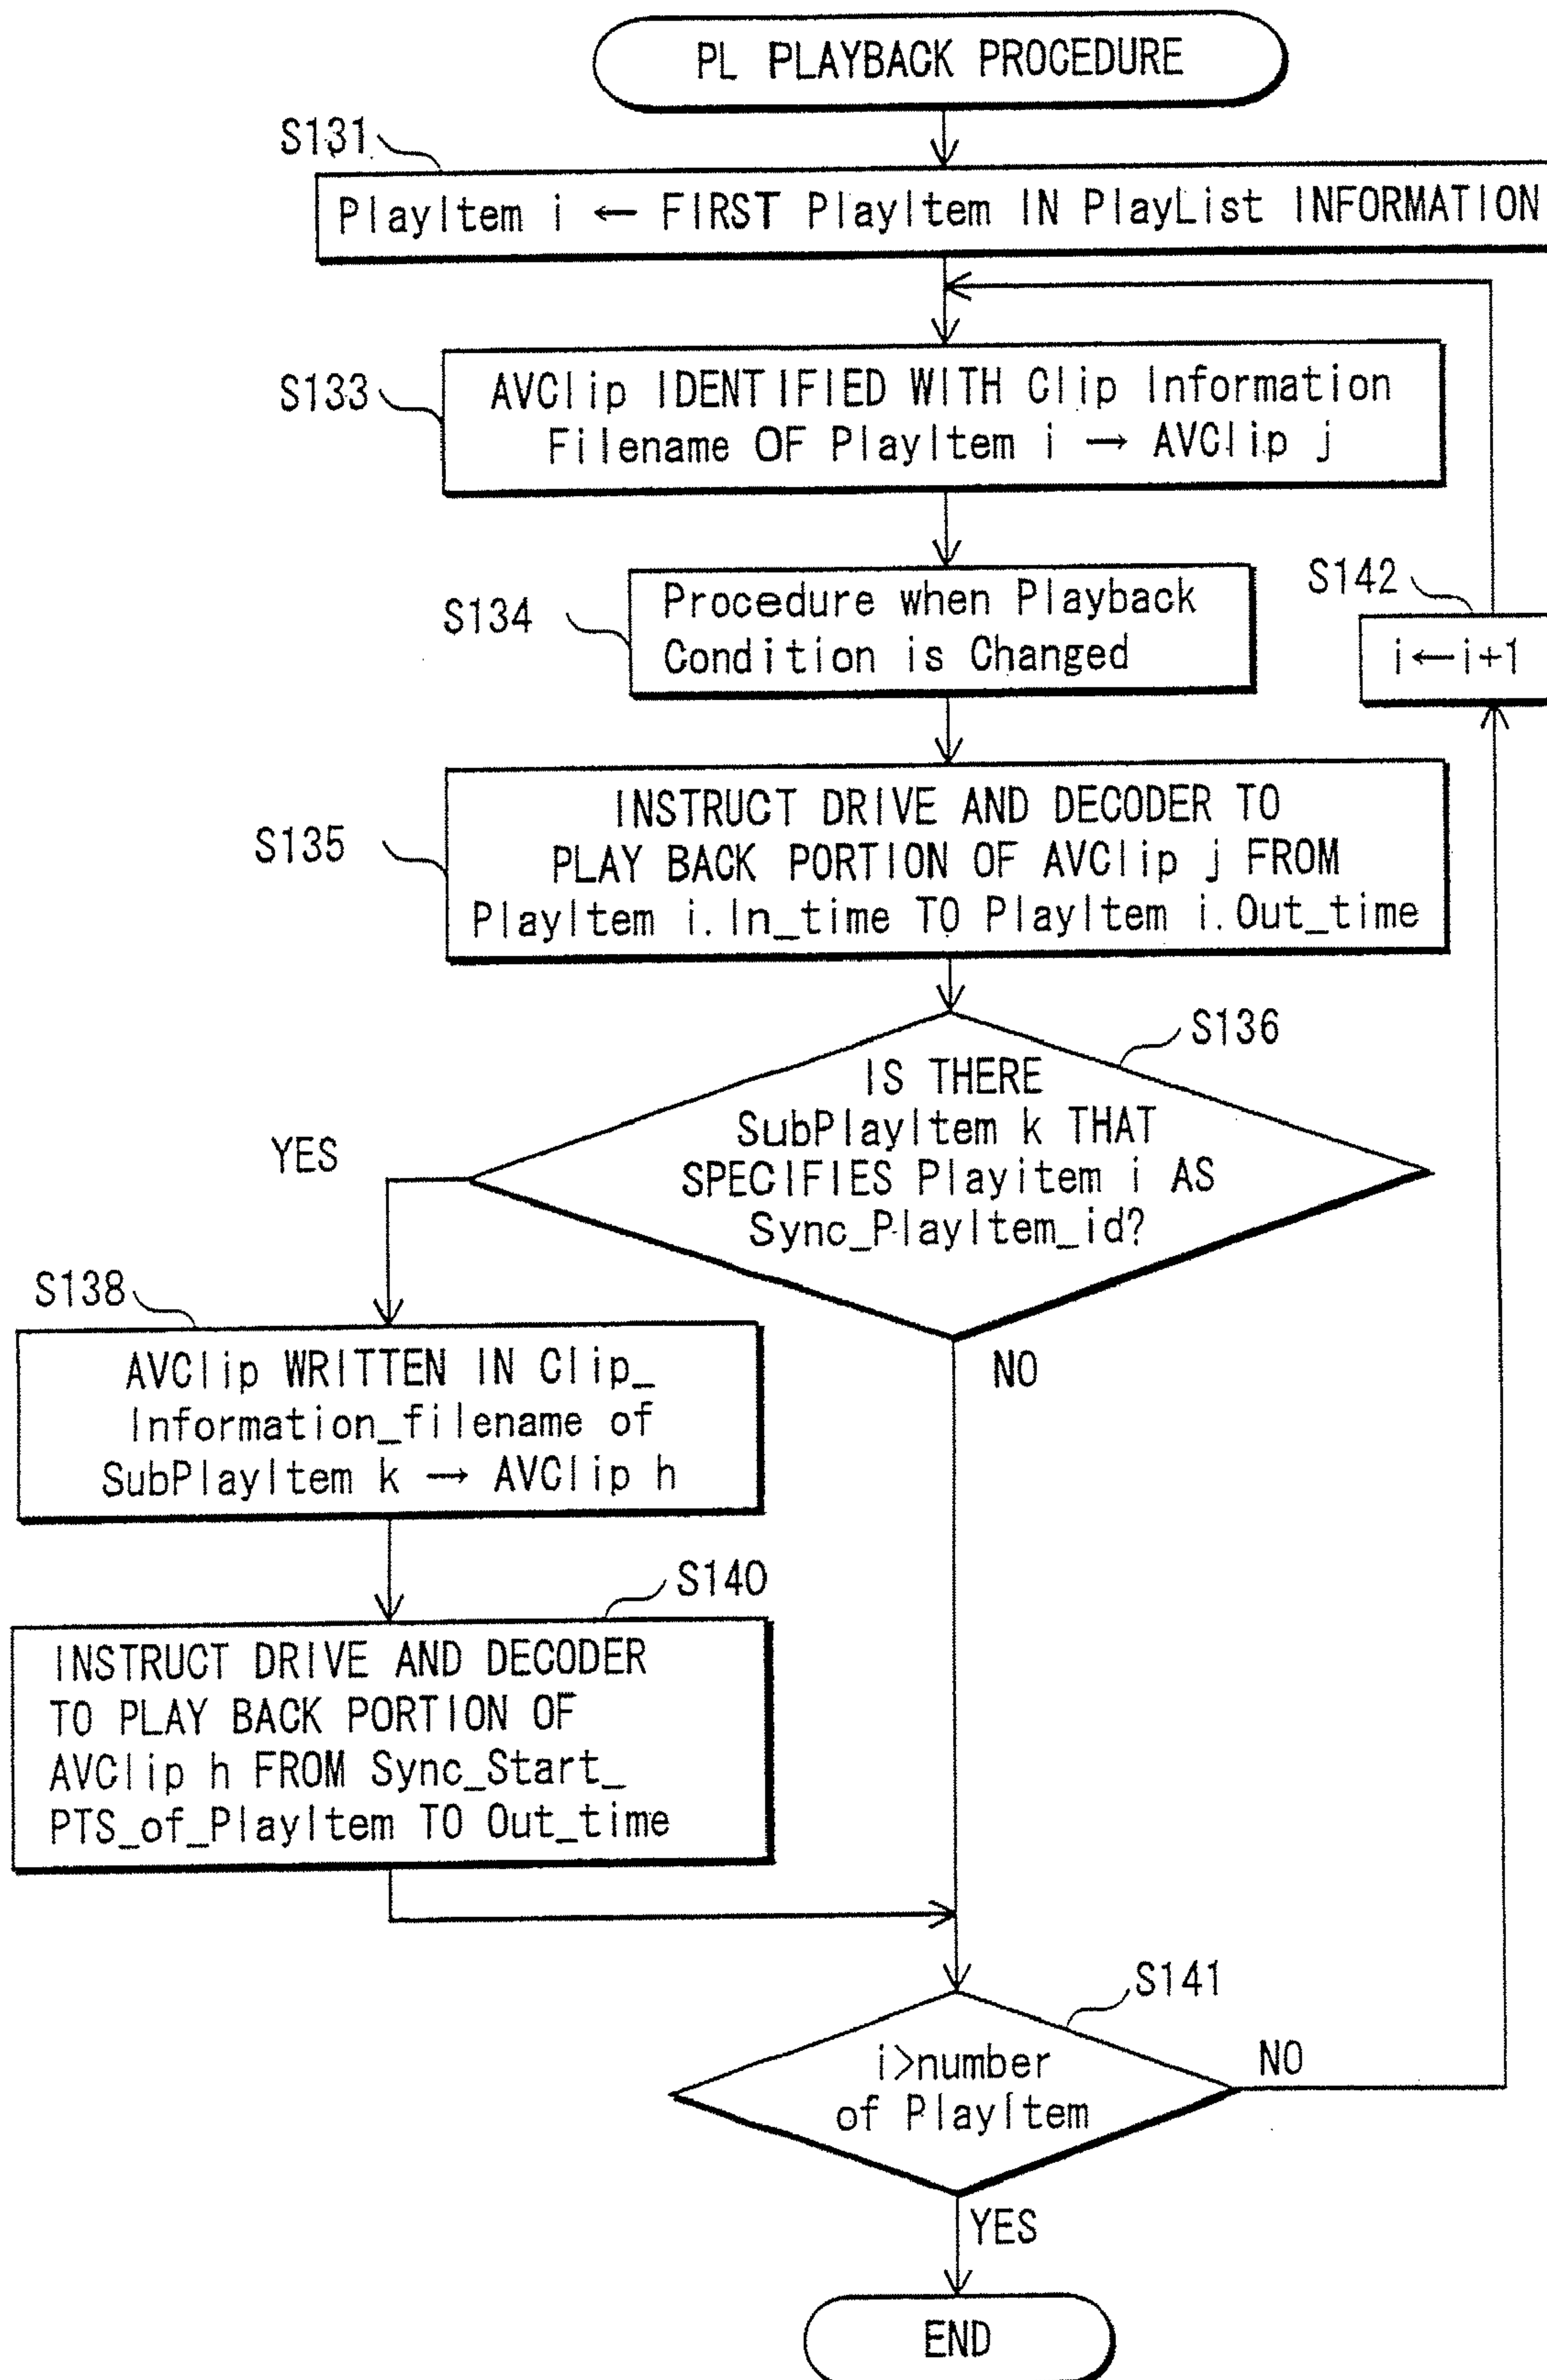 PL PLAYBACK PROCEDURE
S131
PlayItem i ← FIRST PlayItem IN PlayList INFORMATION
S133
AVClip IDENTIFIED WITH Clip Information
Filename OF PlayItem i → AVClip j
S134
Procedure when Playback
Condition is Changed
S142
i←i+1
S135
INSTRUCT DRIVE AND DECODER TO
PLAY BACK PORTION OF AVClip j FROM
PlayItem i.In_time TO PlayItem i.Out_time
S136
IS THERE
SubPlayItem k THAT
SPECIFIES Playitem i AS
Sync_PlayItem_id?
YES
NO
S138
AVClip WRITTEN IN Clip_
Information_filename of
SubPlayItem k → AVClip h
S140
INSTRUCT DRIVE AND DECODER
TO PLAY BACK PORTION OF
AVClip h FROM Sync_Start_
PTS_of_PlayItem TO Out_time
S141
i>number
of PlayItem
NO
YES
END